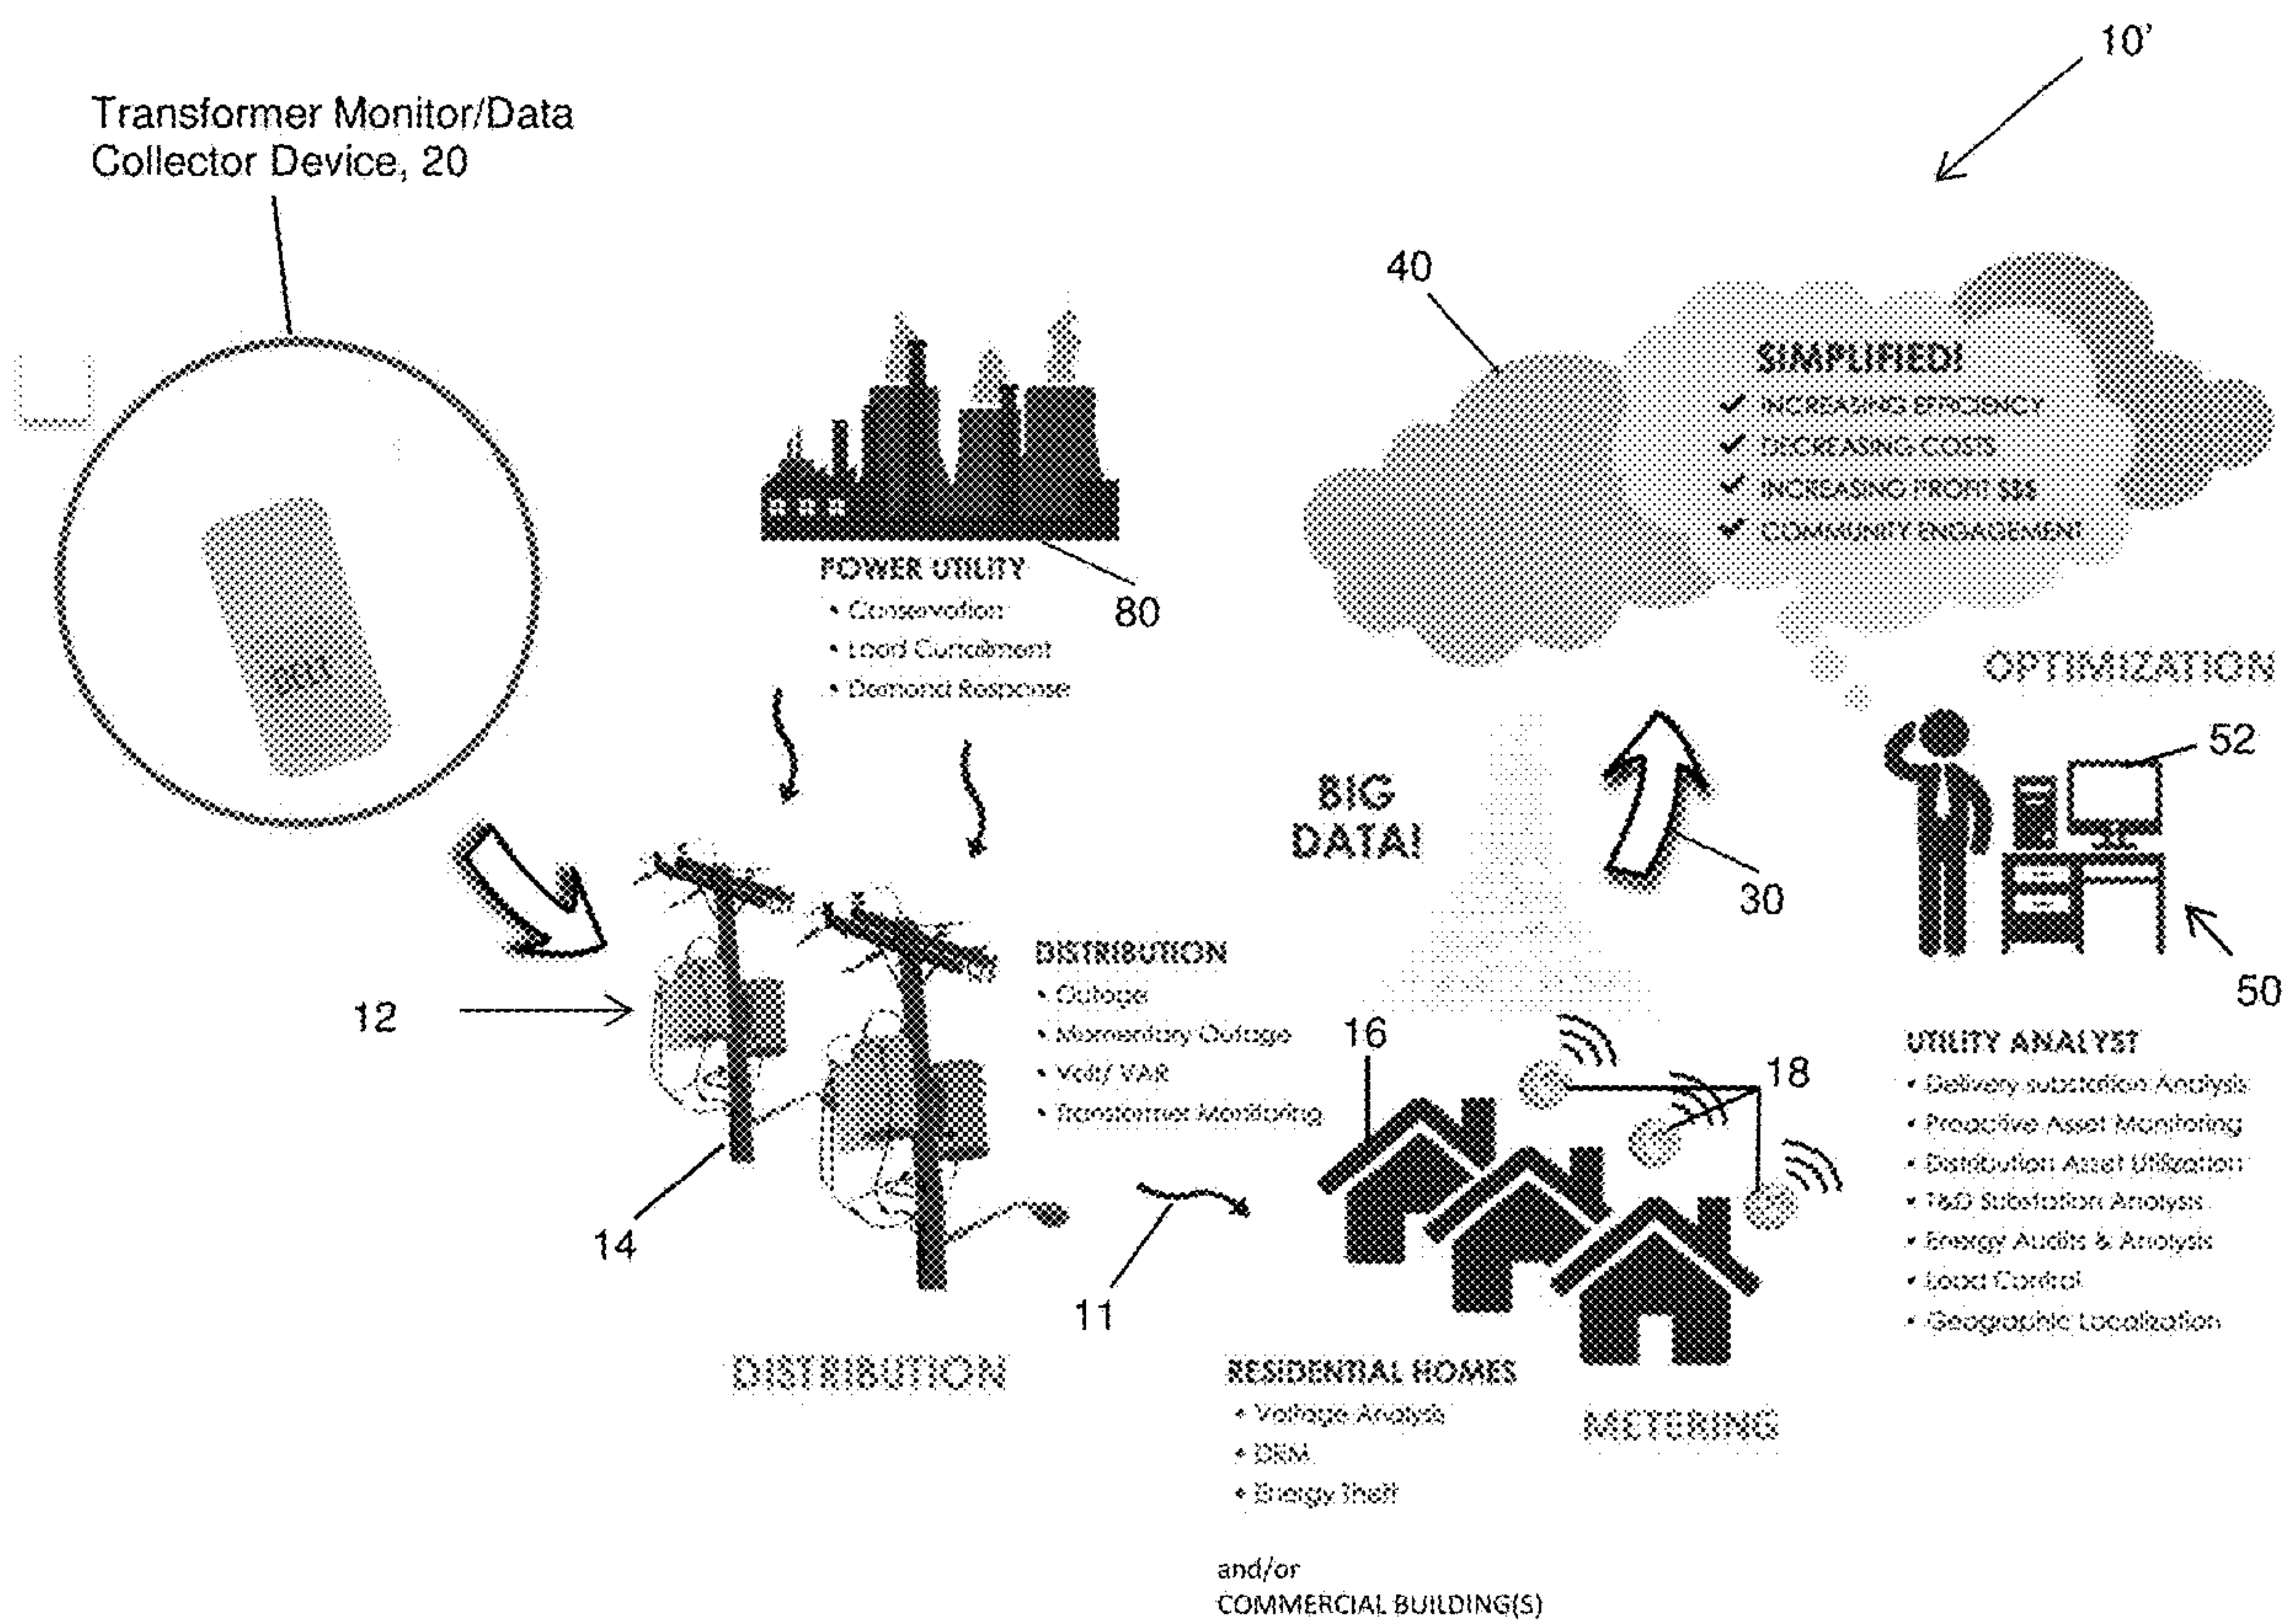 10'
Transformer Monitor/Data
Collector Device, 20
40
SIMPLIFIED!
✓ INCREASING EFFICIENCY
✓ DECREASING COSTS
✓ INCREASING PROFIT $$$
✓ COMMUNITY ENGAGEMENT
POWER UTILITY
80
• Conservation
• Load Curtailment
• Demand Response
OPTIMIZATION
52
BIG
DATA!
30
50
12
DISTRIBUTION
• Outage
• Momentary Outage
• Volt/ VAR
• Transformer Monitoring
16
18
14
11
UTILITY ANALYST
• Delivery substation Analysis
• Proactive Asset Monitoring
• Distribution Asset Utilization
• T&D Substation Analysis
• Energy Audits & Analysis
• Load Control
• Geographic Localization
DISTRIBUTION
RESIDENTIAL HOMES
• Voltage Analysis
• DRM
• Energy Theft
METERING
and/or
COMMERCIAL BUILDING(S)